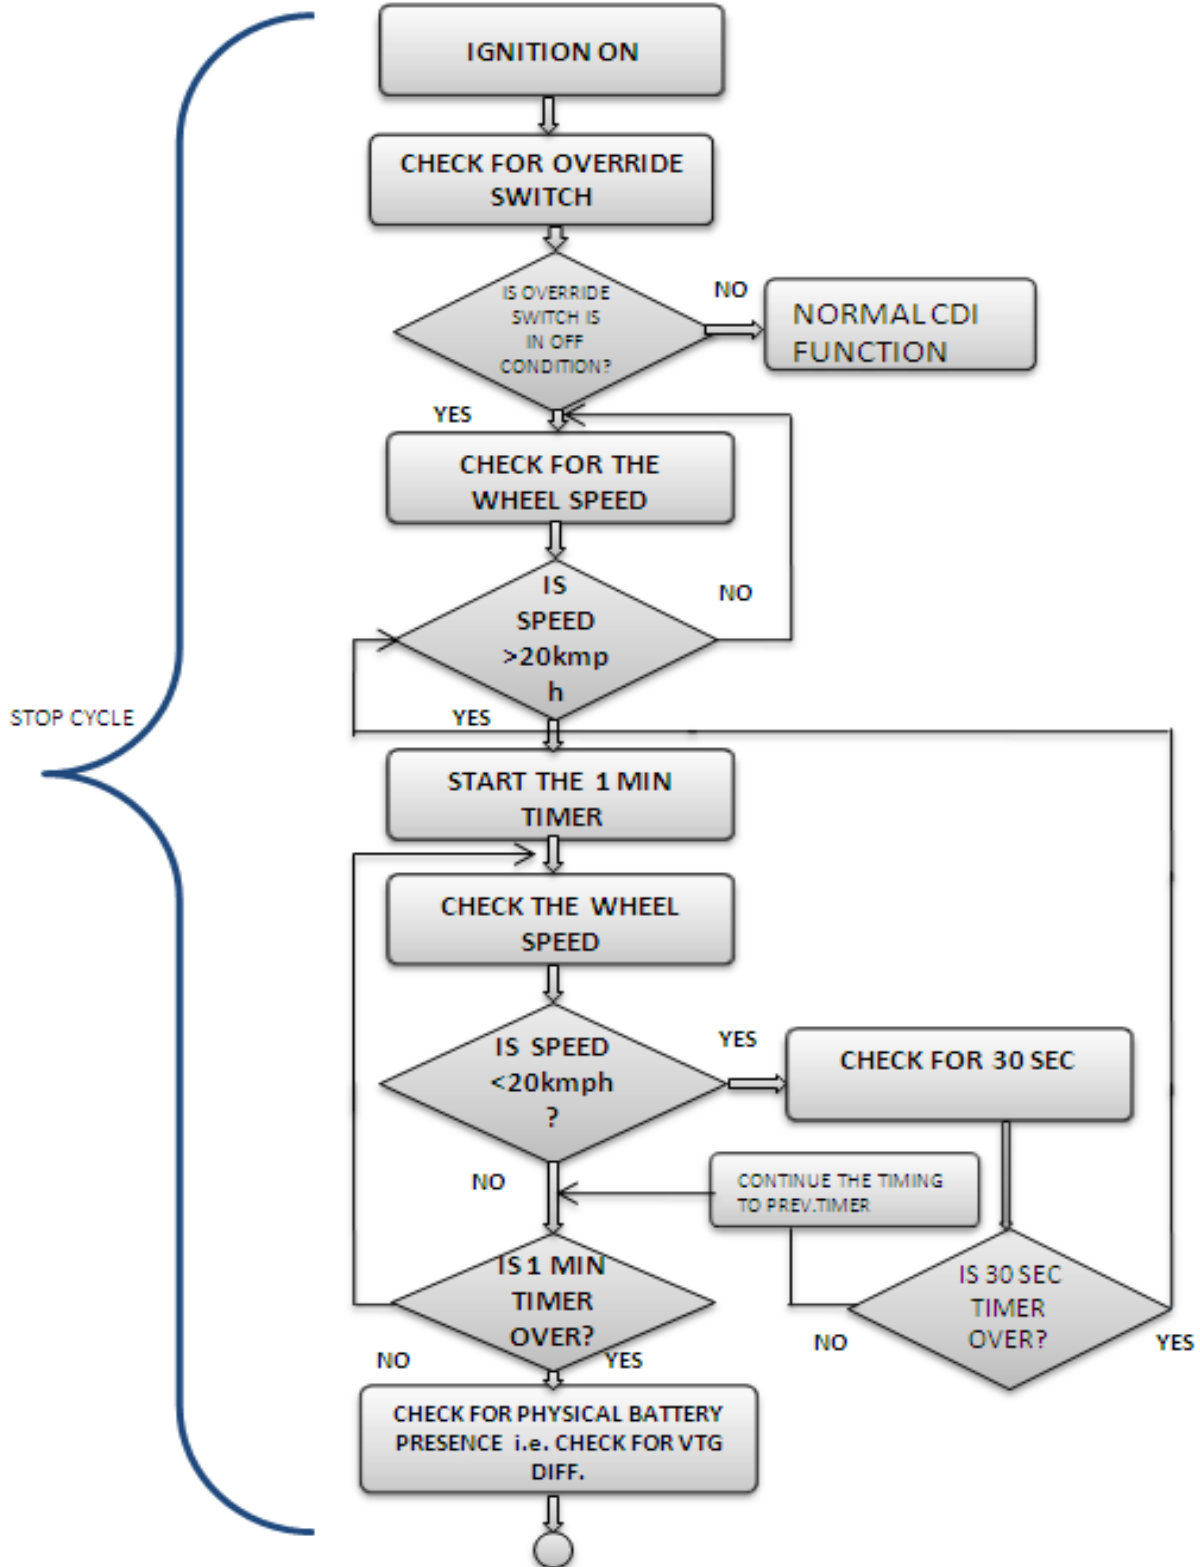 IGNITION ON
CHECK FOR OVERRIDE
SWITCH
IS OVERRIDE
SWITCH IS
IN OFF
CONDITION?
NO
NORMAL CDI
FUNCTION
YES
CHECK FOR THE
WHEEL SPEED
IS
SPEED
>20kmp
h
NO
STOP CYCLE
YES
START THE 1 MIN
TIMER
CHECK THE WHEEL
SPEED
IS SPEED
<20kmph
?
YES
CHECK FOR 30 SEC
NO
CONTINUE THE TIMING
TO PREV.TIMER
IS 1 MIN
TIMER
OVER?
IS 30 SEC
TIMER
OVER?
NO
YES
NO
YES
CHECK FOR PHYSICAL BATTERY
PRESENCE i.e. CHECK FOR VTG
DIFF.